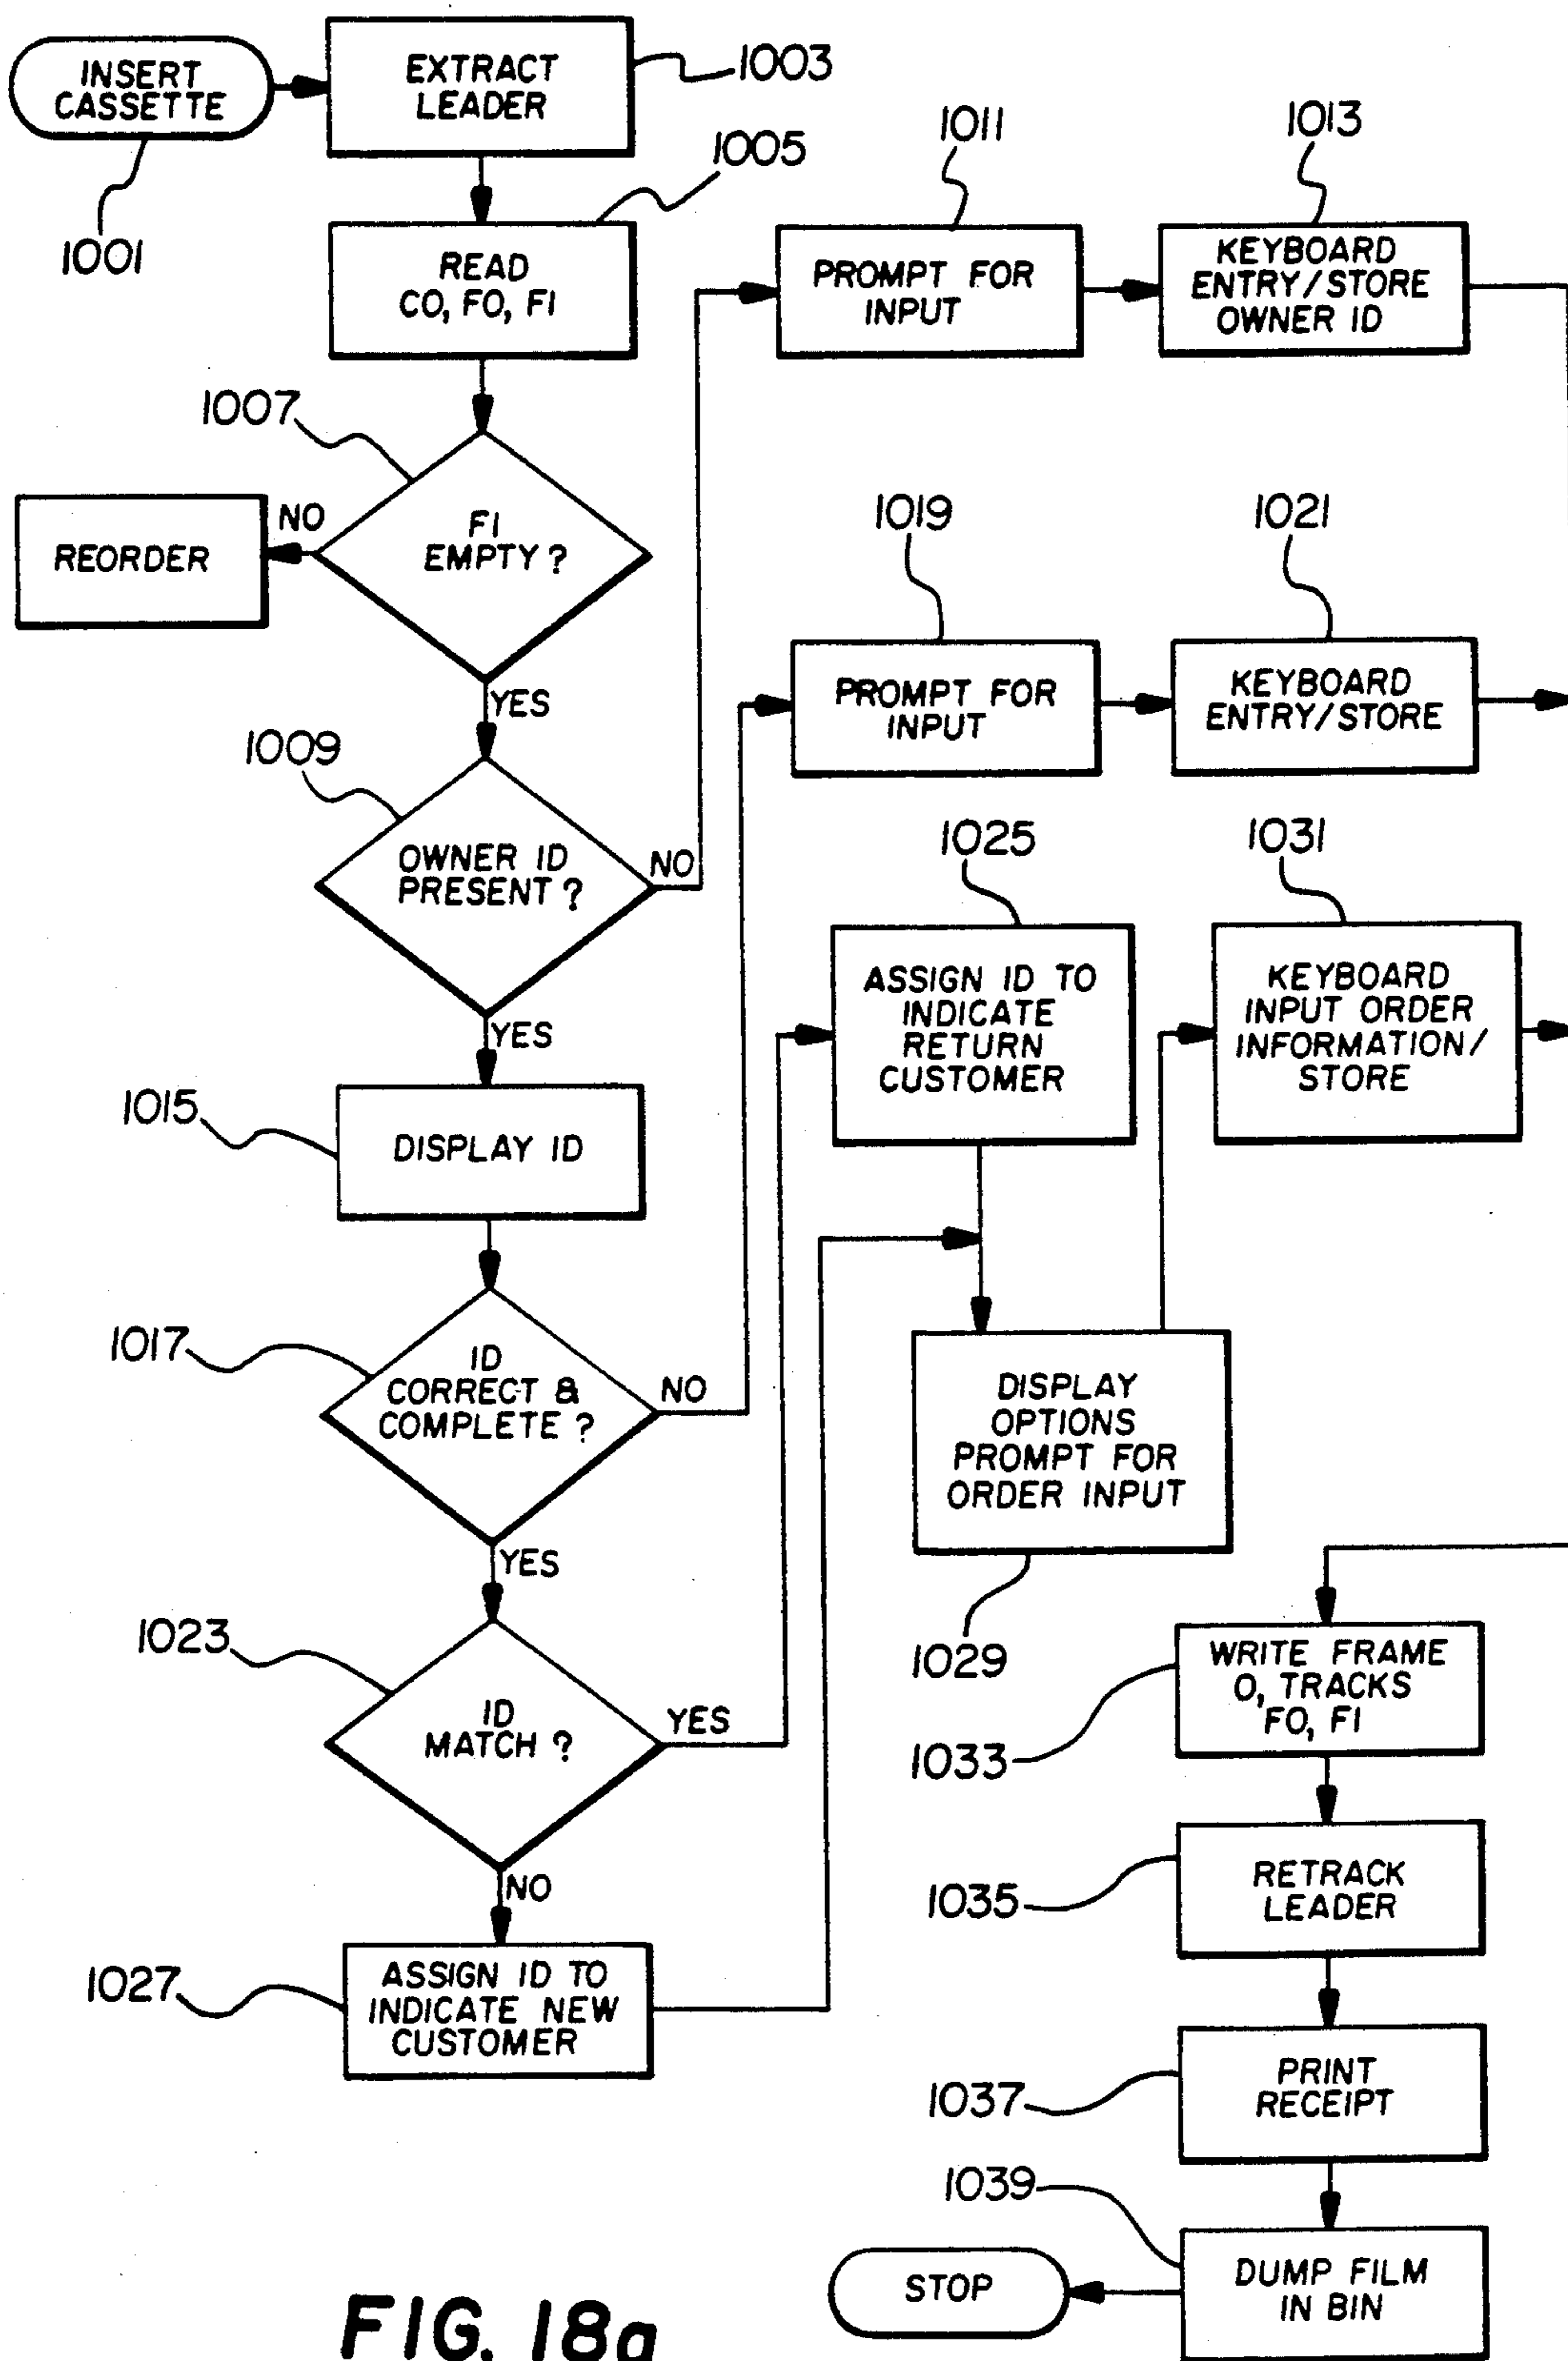 INSERT
CASSETTE
1001
EXTRACT
LEADER
1003
1005
READ
CO, FO, FI
1007
FI
EMPTY ?
NO
REORDER
YES
1009
OWNER ID
PRESENT ?
NO
YES
1011
PROMPT FOR
INPUT
1013
KEYBOARD
ENTRY/STORE
OWNER ID
1015
DISPLAY ID
1017
ID
CORRECT &
COMPLETE ?
NO
YES
1019
PROMPT FOR
INPUT
1021
KEYBOARD
ENTRY/STORE
1023
ID
MATCH ?
YES
NO
1025
ASSIGN ID TO
INDICATE
RETURN
CUSTOMER
1027
ASSIGN ID TO
INDICATE NEW
CUSTOMER
DISPLAY
OPTIONS
PROMPT FOR
ORDER INPUT
1029
1031
KEYBOARD
INPUT ORDER
INFORMATION/
STORE
WRITE FRAME
O, TRACKS
FO, FI
1033
RETRACK
LEADER
1035
PRINT
RECEIPT
1037
1039
DUMP FILM
IN BIN
STOP
FIG. 18a